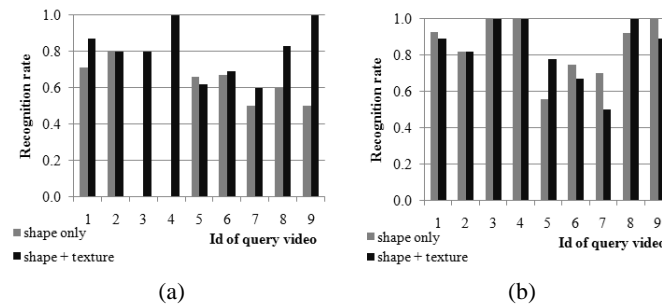 1.0
0.8
0.6
0.4
0.2
0.0
Recognition rate
1 2 3 4 5 6 7 8 9
shape only
Id of query video
shape + texture
(a)
1.0
0.8
0.6
0.4
0.2
0.0
Recognition rate
1 2 3 4 5 6 7 8 9
shape only
Id of query video
shape + texture
(b)